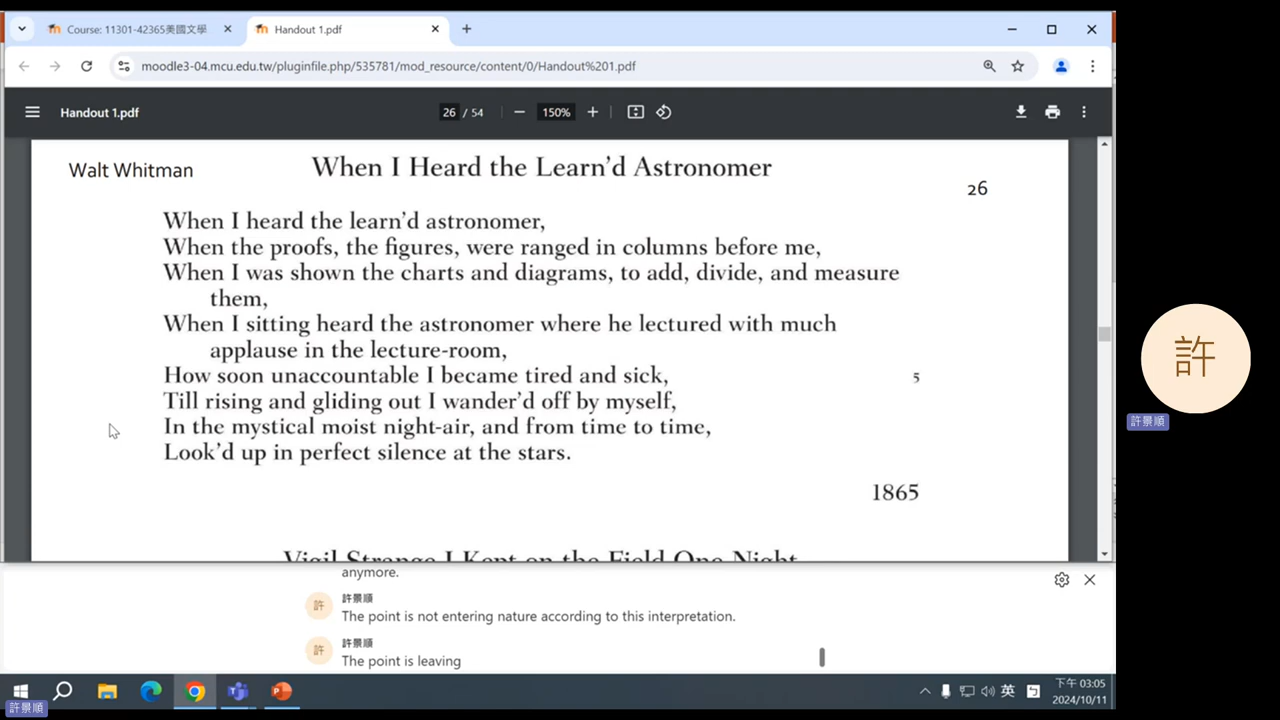 Course: 11301-42365美國文學
Handout 1.pdf
moodle3-04.mcu.edu.tw/pluginfile.php/535781/mod_resource/content/0/Handout%201.pdf
Handout 1.pdf
26 / 54
150%
Walt Whitman
When I Heard the Learn'd Astronomer
26
When I heard the learn'd astronomer,
When the proofs, the figures, were ranged in columns before me,
When I was shown the charts and diagrams, to add, divide, and measure
them,
When I sitting heard the astronomer where he lectured with much
applause in the lecture-room,
How soon unaccountable I became tired and sick,
5
Till rising and gliding out I wander'd off by myself,
In the mystical moist night-air, and from time to time,
Look'd up in perfect silence at the stars.
1865
Vigil Strange I Kept on the Field One Night
anymore.
許
許景順
The point is not entering nature according to this interpretation.
許
許景順
The point is leaving
許
許景順
英
下午 03:05
2024/10/11
許景順